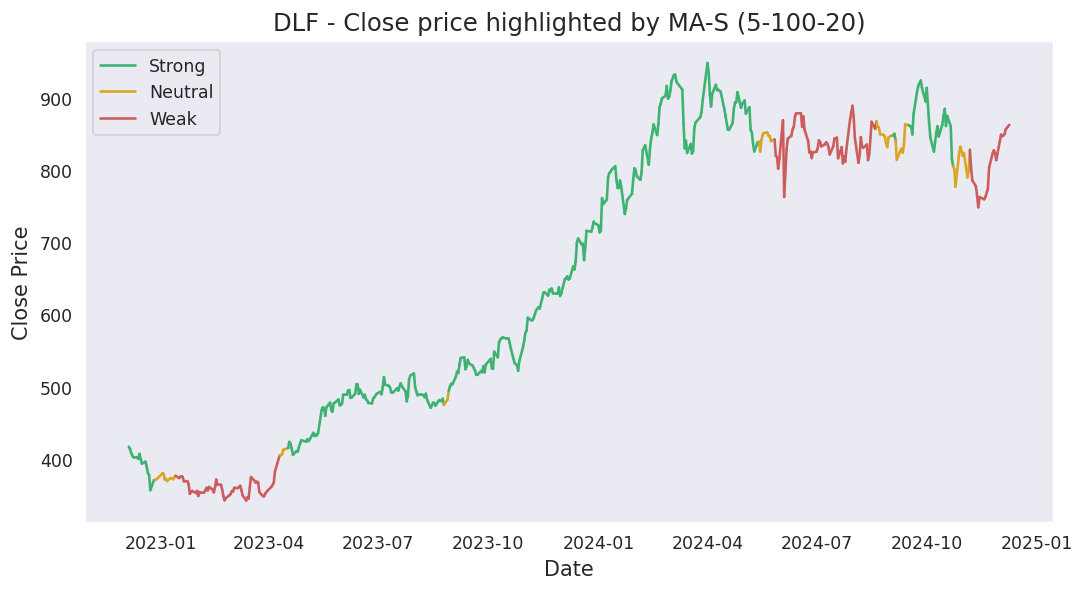 DLF - Close price highlighted by MA-S (5-100-20)
Strong
Neutral
Weak
Close Price
900
800
700
600
500
400
2023-01 2023-04 2023-07 2023-10 2024-01 2024-04 2024-07 2024-10 2025-01
Date